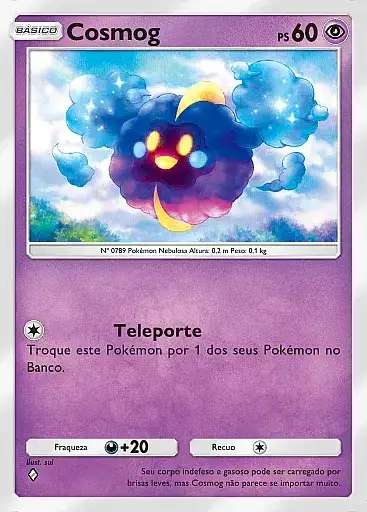 BÁSICO
Cosmog
PS 60
Nº 0789 Pokémon Nebulosa Altura: 0,2 m Peso: 0,1 kg
Teleporte
Troque este Pokémon por 1 dos seus Pokémon no
Banco.
Fraqueza +20
Recuo
Ilust. sui
Seu corpo indefeso e gasoso pode ser carregado por
brisas leves, mas Cosmog não parece se importar muito.